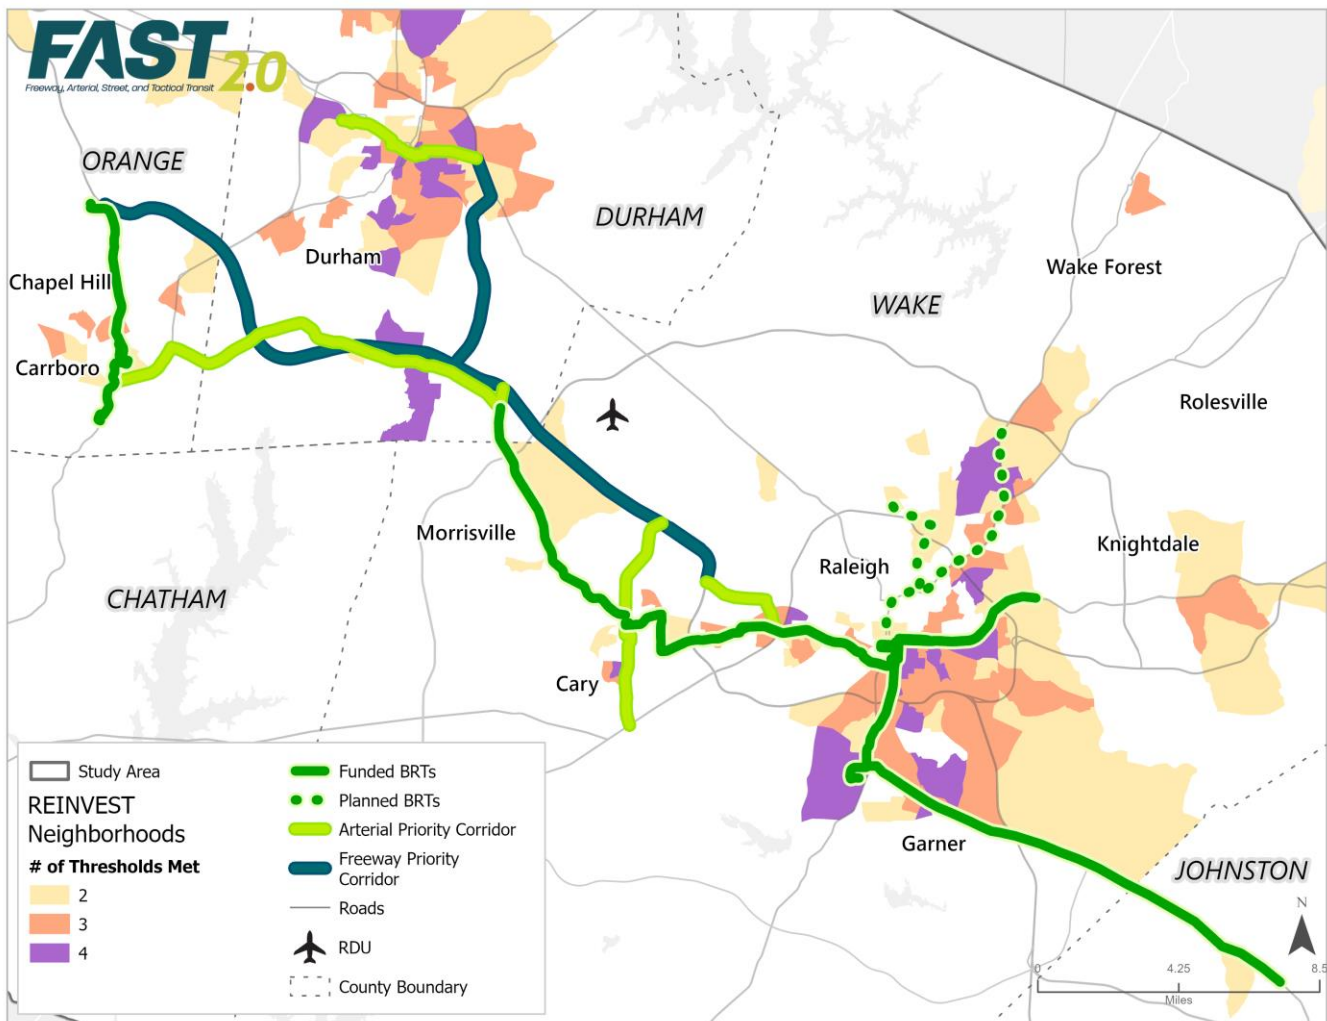 FAST 2.0
Freeway, Arterial, Street, and Tactical Transit
ORANGE
DURHAM
Durham
Wake Forest
Chapel Hill
WAKE
Carrboro
Rolesville
Morrisville
Knightdale
Raleigh
CHATHAM
Cary
Garner
JOHNSTON
Study Area
REINVEST
Neighborhoods
# of Thresholds Met
2
3
4
Funded BRTs
Planned BRTs
Arterial Priority Corridor
Freeway Priority
Corridor
Roads
RDU
County Boundary
N
0 4.25 8.5
Miles